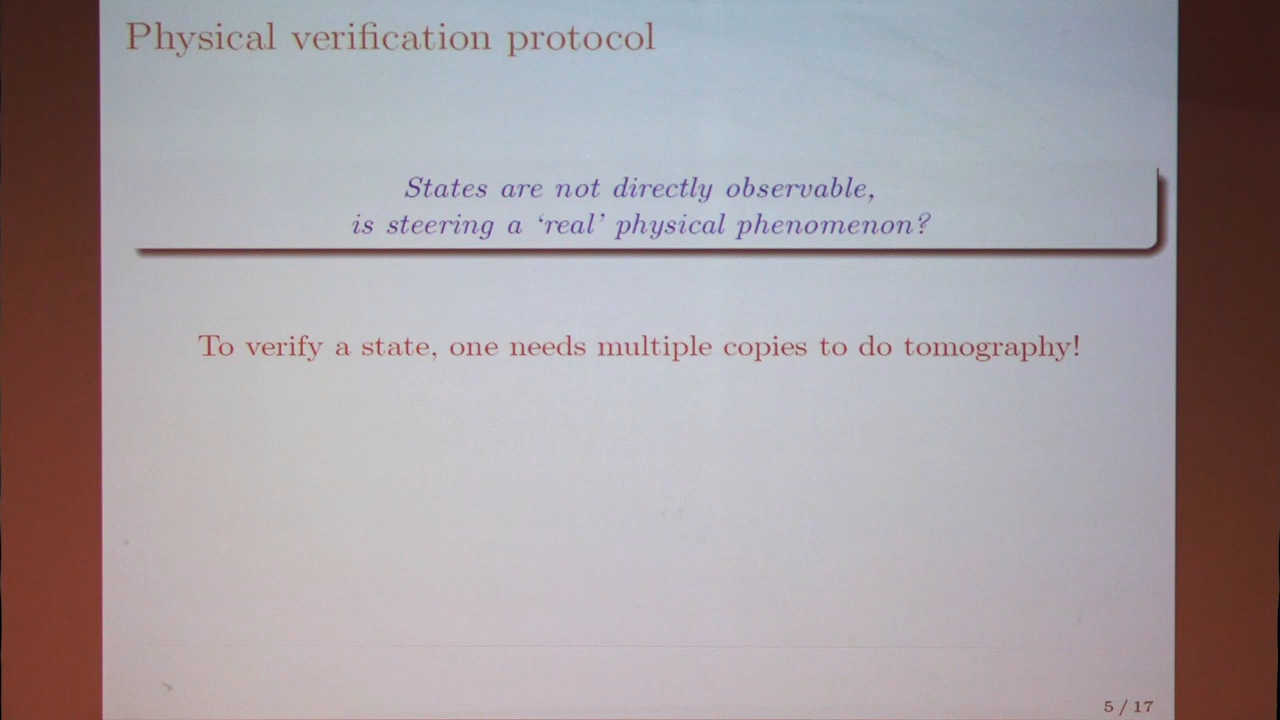 Physical verification protocol
States are not directly observable,
is steering a ‘real’ physical phenomenon?
To verify a state, one needs multiple copies to do tomography!
5 / 17